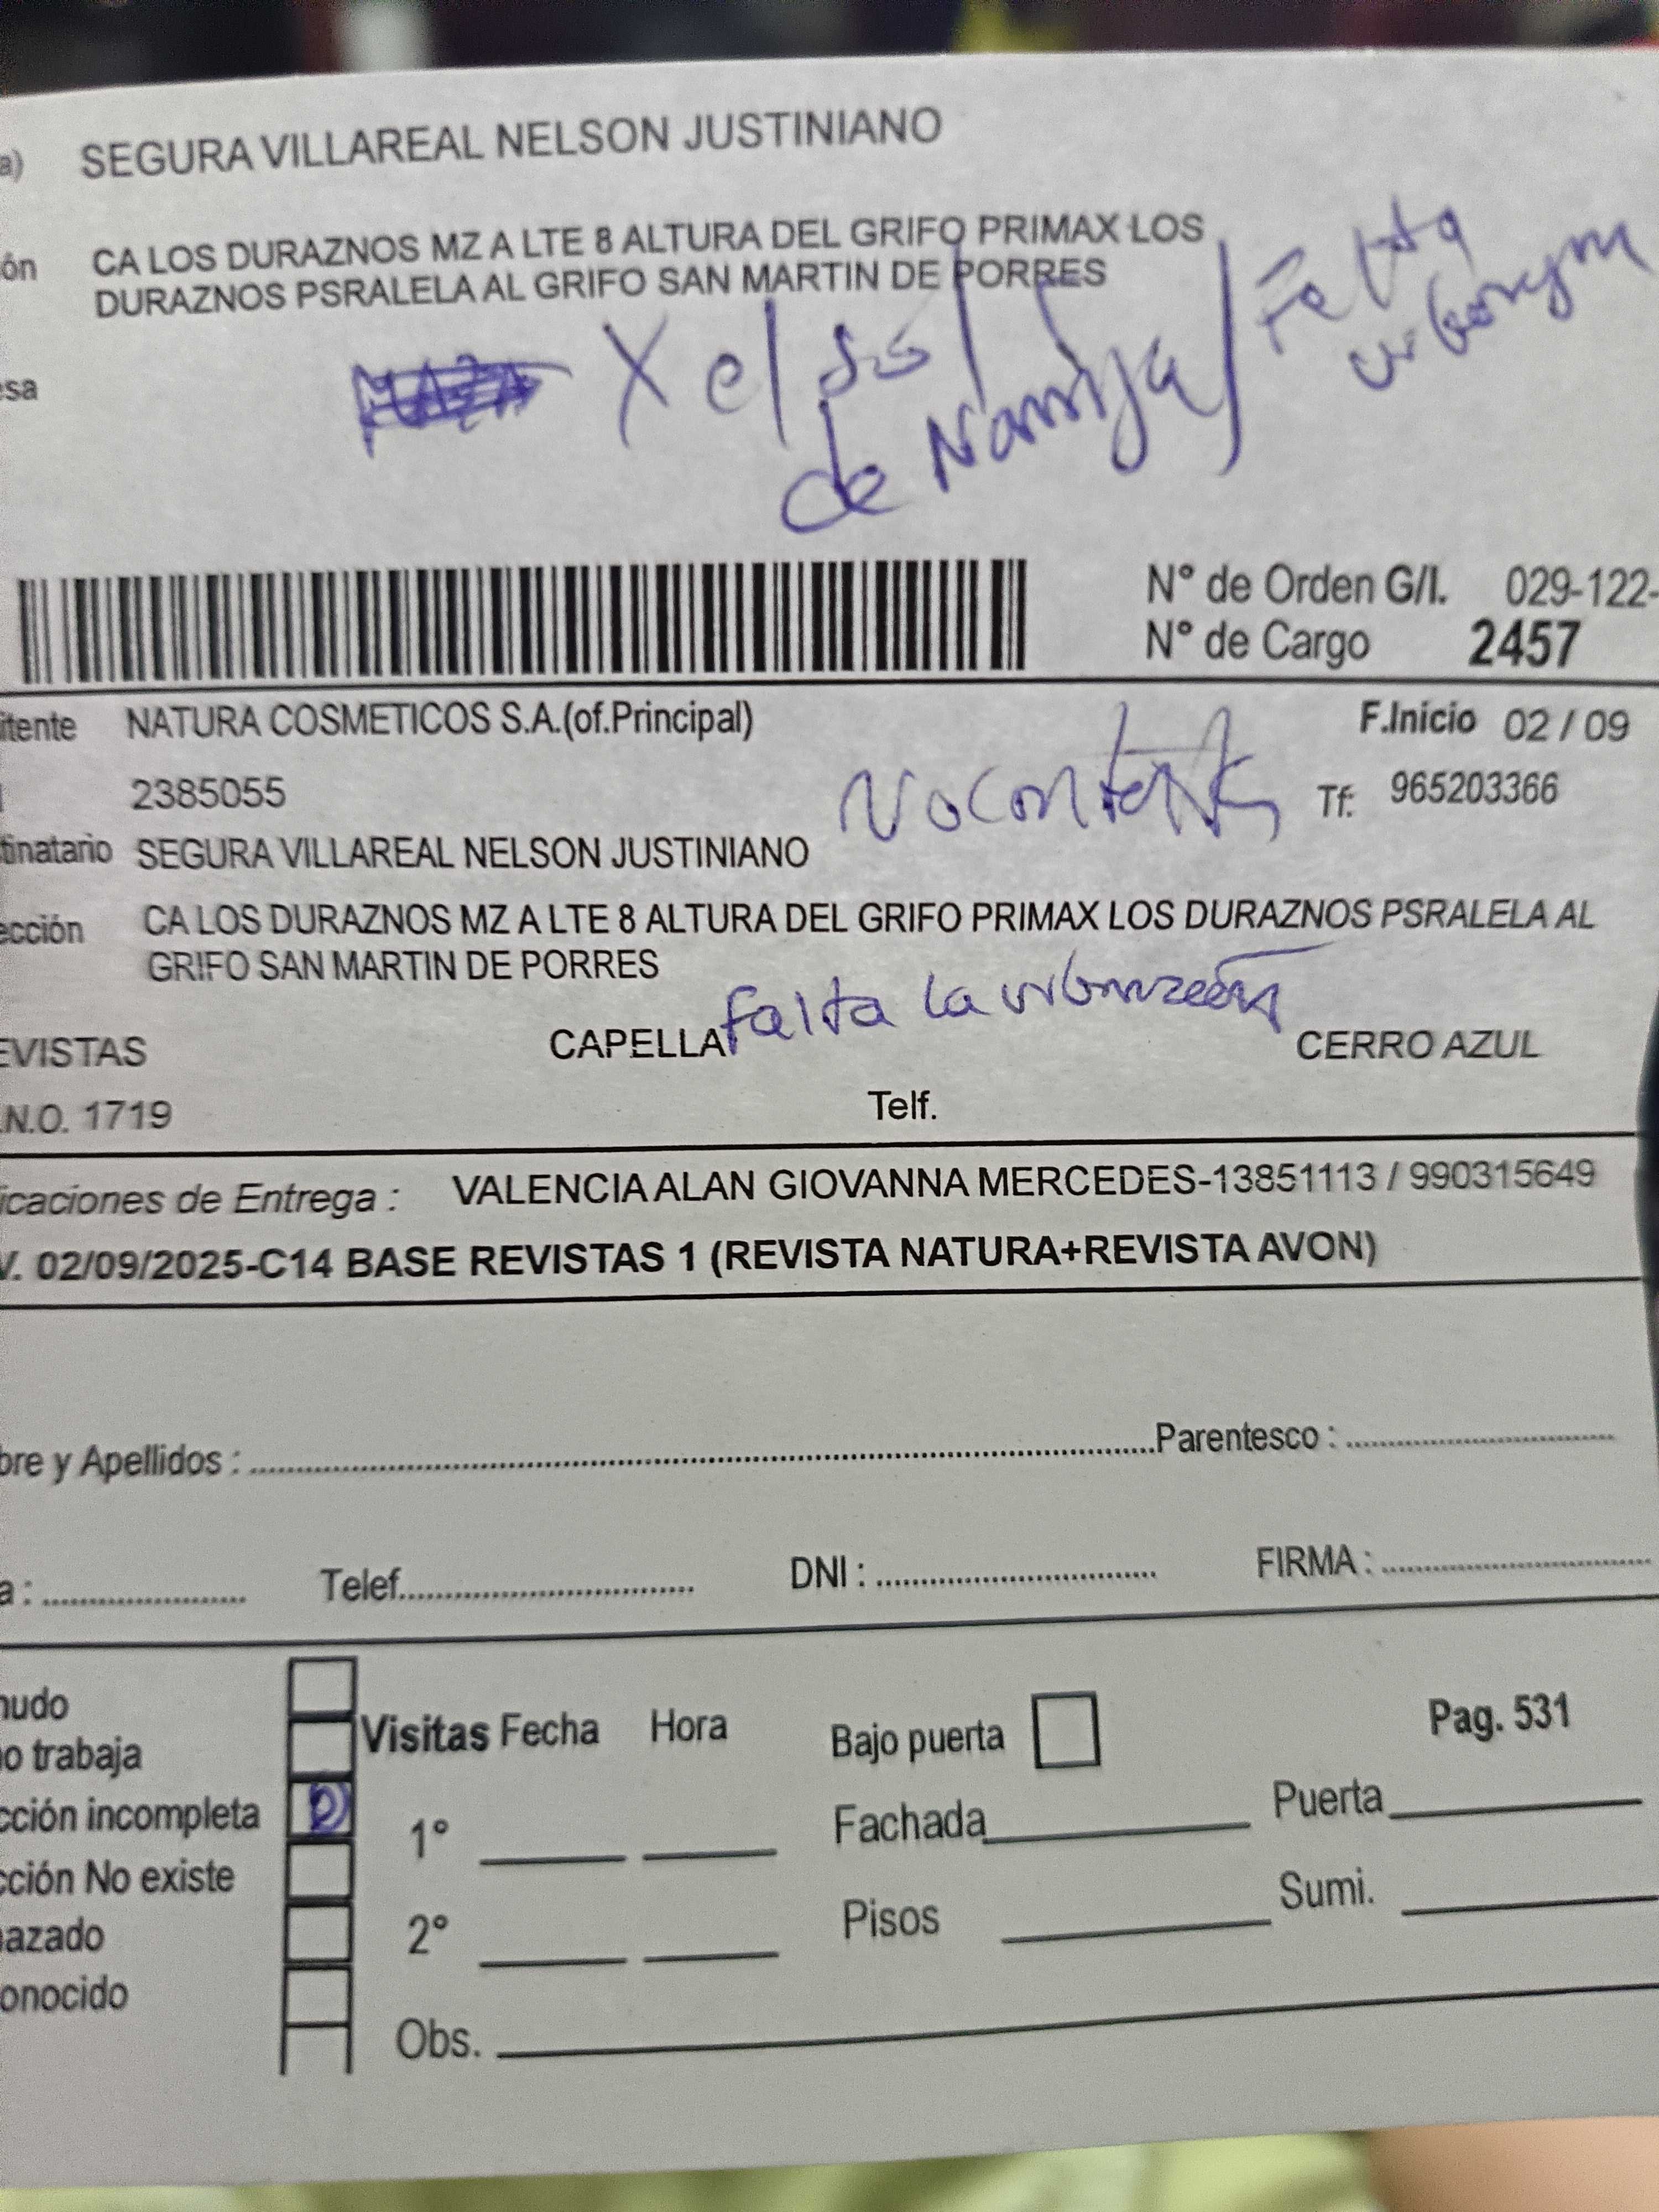 a) SEGURA VILLAREAL NELSON JUSTINIANO
ón CA LOS DURAZNOS MZ A LTE 8 ALTURA DEL GRIFO PRIMAX LOS
DURAZNOS PSRALELA AL GRIFO SAN MARTIN DE PORRES
esa
X el sol
de Naranja / Falta
N° de Orden G/I. 029-122-
N° de Cargo 2457
itente NATURA COSMETICOS S.A.(of.Principal) F.Inicio 02 / 09
2385055 No contesta Tf: 965203366
tinatario SEGURA VILLAREAL NELSON JUSTINIANO
ección CA LOS DURAZNOS MZ A LTE 8 ALTURA DEL GRIFO PRIMAX LOS DURAZNOS PSRALELA AL
GRIFO SAN MARTIN DE PORRES
falta la urbanización
EVISTAS CAPELLA CERRO AZUL
.N.O. 1719 Telf.
icaciones de Entrega : VALENCIA ALAN GIOVANNA MERCEDES-13851113 / 990315649
V. 02/09/2025-C14 BASE REVISTAS 1 (REVISTA NATURA+REVISTA AVON)
bre y Apellidos : Parentesco :
a : Telef. DNI : FIRMA :
nudo
Visitas Fecha Hora Bajo puerta Pag. 531
o trabaja
cción incompleta 1° Fachada Puerta
cción No existe
azado 2° Pisos Sumi.
onocido
Obs.